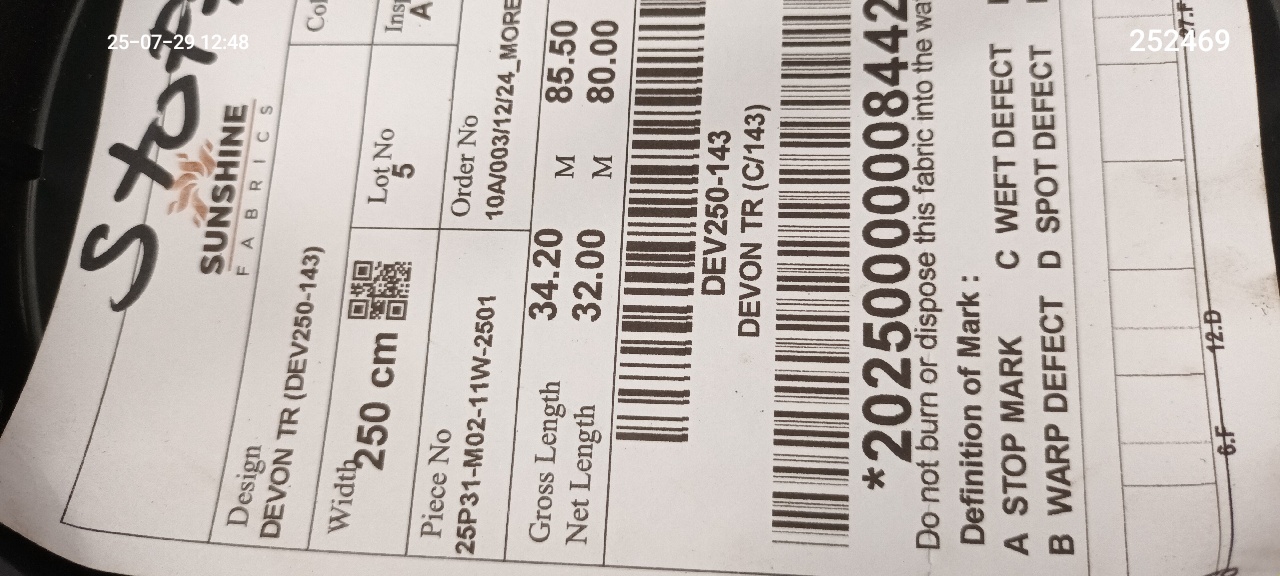 25-07-29 12:48
252469
SUNSHINE
FABRICS
Design
DEVON TR (DEV250-143)
Width
250 cm
Lot No
5
Piece No
25P31-M02-11W-2501
Order No
10A/003/12/24_MORE
Gross Length 34.20 M 85.50
Net Length 32.00 M 80.00
DEV250-143
DEVON TR (C/143)
*2025000008442
Do not burn or dispose this fabric into the
Definition of Mark :
A STOP MARK C WEFT DEFECT
B WARP DEFECT D SPOT DEFECT
6.F 12.D